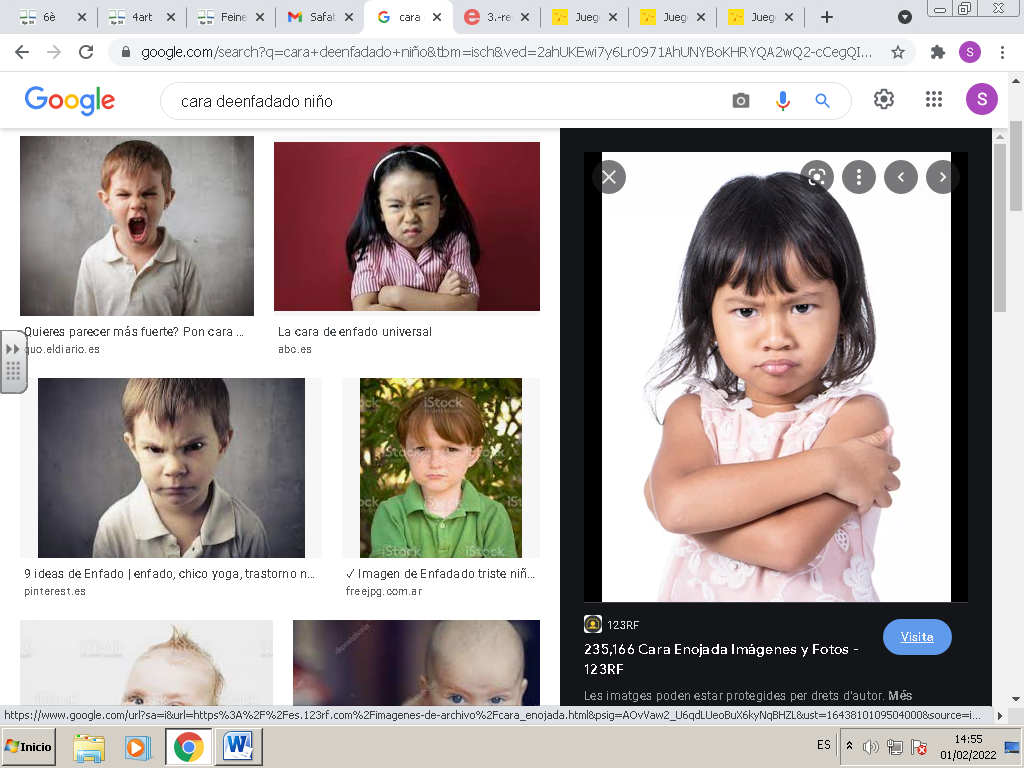 6è
4art
Feine
Safal
cara
3.-re
Jueg
Jueg
Jueg
google.com/search?q=cara+deenfadado+niño&tbm=isch&ved=2ahUKEwi7y6Lr0971AhUNYBoKHRYQA2wQ2-cCegQI...
S
Google
cara deenfadado niño
S
Quieres parecer más fuerte? Pon cara ...
quo.eldiario.es
La cara de enfado universal
abc.es
iStock
iStock
iStock
9 ideas de Enfado | enfado, chico yoga, trastorno n...
pinterest.es
✓ Imagen de Enfadado triste niñ...
freejpg.com.ar
depositphotos
123RF
Visita
235,166 Cara Enojada Imágenes y Fotos -
123RF
Les imatges poden estar protegides per drets d'autor. Més
https://www.google.com/url?sa=i&url=https%3A%2F%2Fes.123rf.com%2Fimagenes-de-archivo%2Fcara_enojada.html&psig=AOvVaw2_U6qdLUeoBuX6kyNqBHZL&ust=1643810109504000&source=i...
Inicio
ES
14:55
01/02/2022